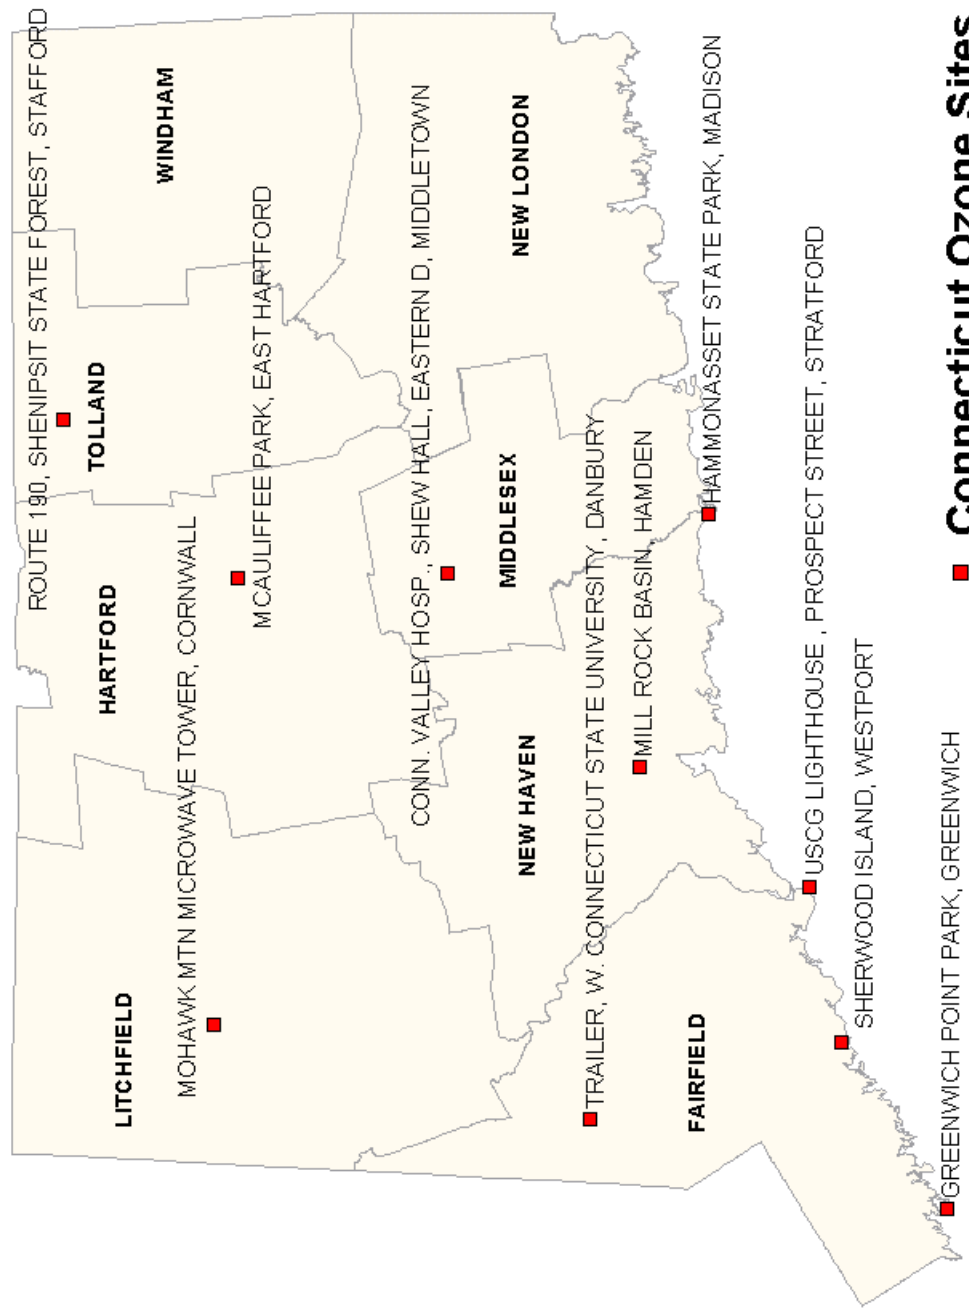 ROUTE 190, SHENIPSIT STATE FOREST, STAFFORD
TOLLAND
HARTFORD
LITCHFIELD
WINDHAM
MOHAWK MTN MICROWAVE TOWER, CORNWALL
MCAULIFFEE PARK, EAST HARTFORD
CONN. VALLEY HOSP., SHEW HALL, EASTERN D, MIDDLETOWN
MIDDLESEX
NEW LONDON
NEW HAVEN
TRAILER, W. CONNECTICUT STATE UNIVERSITY, DANBURY
MILL ROCK BASIN, HAMDEN
FAIRFIELD
HAMMONASSET STATE PARK, MADISON
USCG LIGHTHOUSE , PROSPECT STREET, STRATFORD
SHERWOOD ISLAND, WESTPORT
GREENWICH POINT PARK, GREENWICH
Connecticut Ozone Sites